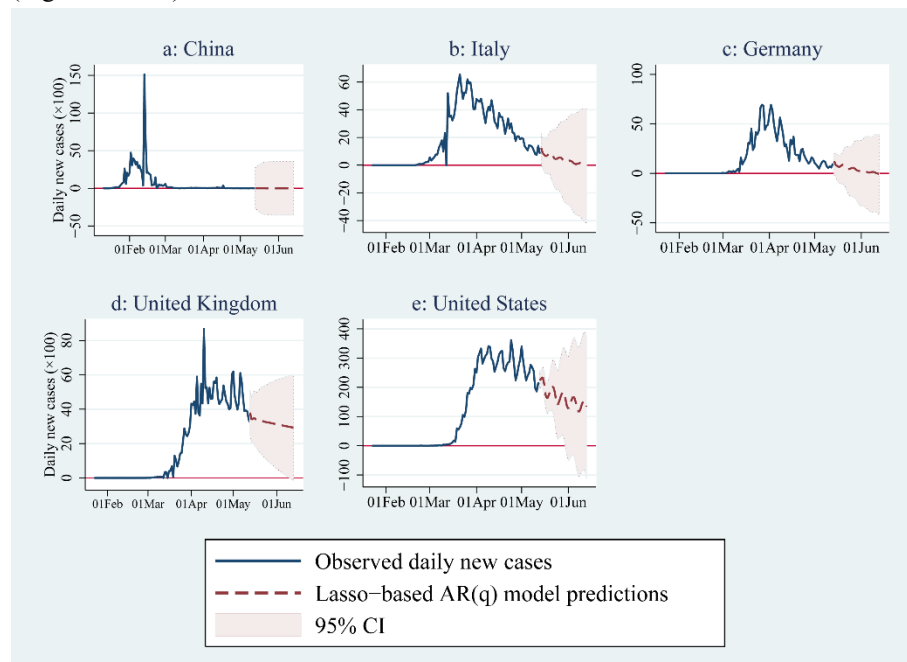 a: China
b: Italy
c: Germany
Daily new cases (×100)
150
100
50
0
−50
01Feb 01Mar 01Apr 01May 01Jun
60
40
20
0
−20
−40
01Feb 01Mar 01Apr 01May 01Jun
100
50
0
−50
01Feb 01Mar 01Apr 01May 01Jun
d: United Kingdom
e: United States
Daily new cases (×100)
80
60
40
20
0
01Feb 01Mar 01Apr 01May 01Jun
400
300
200
100
0
−100
01Feb 01Mar 01Apr 01May 01Jun
Observed daily new cases
Lasso−based AR(q) model predictions
95% CI